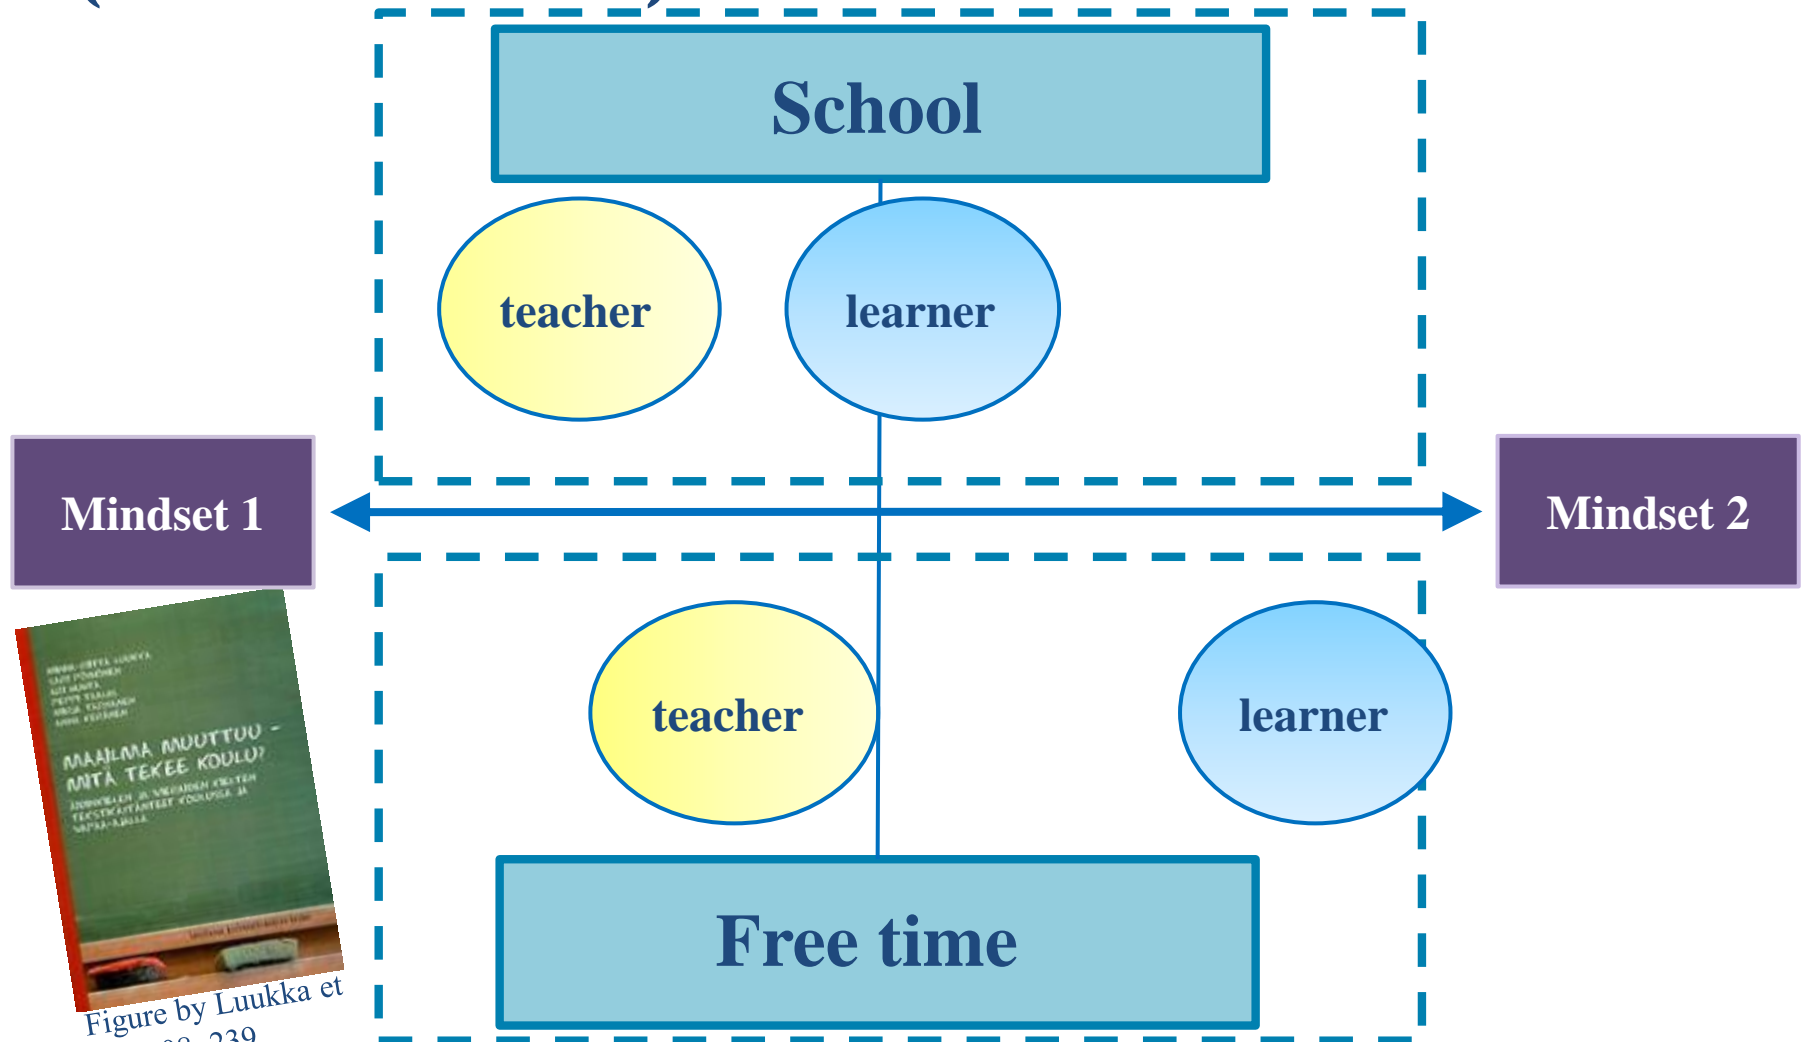 School
teacher
learner
Mindset 1
Mindset 2
MAAILMA MUUTTUU –
MITÄ TEKEE KOULU?
teacher
learner
Free time
Figure by Luukka et
239